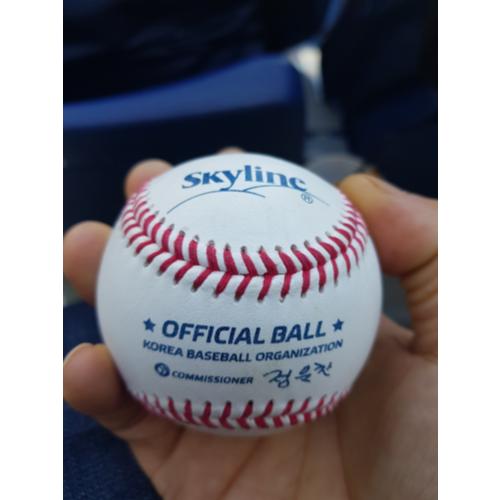 skyline
®
★ OFFICIAL BALL ★
KOREA BASEBALL ORGANIZATION
COMMISSIONER 정운찬